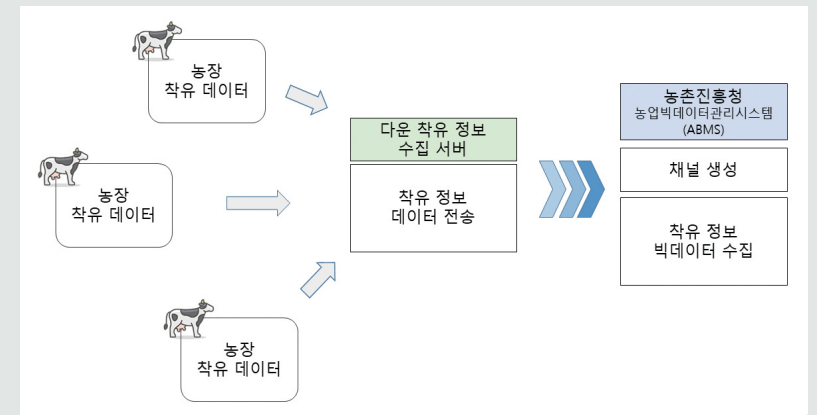 농장
착유 데이터
농장
착유 데이터
농장
착유 데이터
다운 착유 정보
수집 서버
착유 정보
데이터 전송
농촌진흥청
농업빅데이터관리시스템
(ABMS)
채널 생성
착유 정보
빅데이터 수집